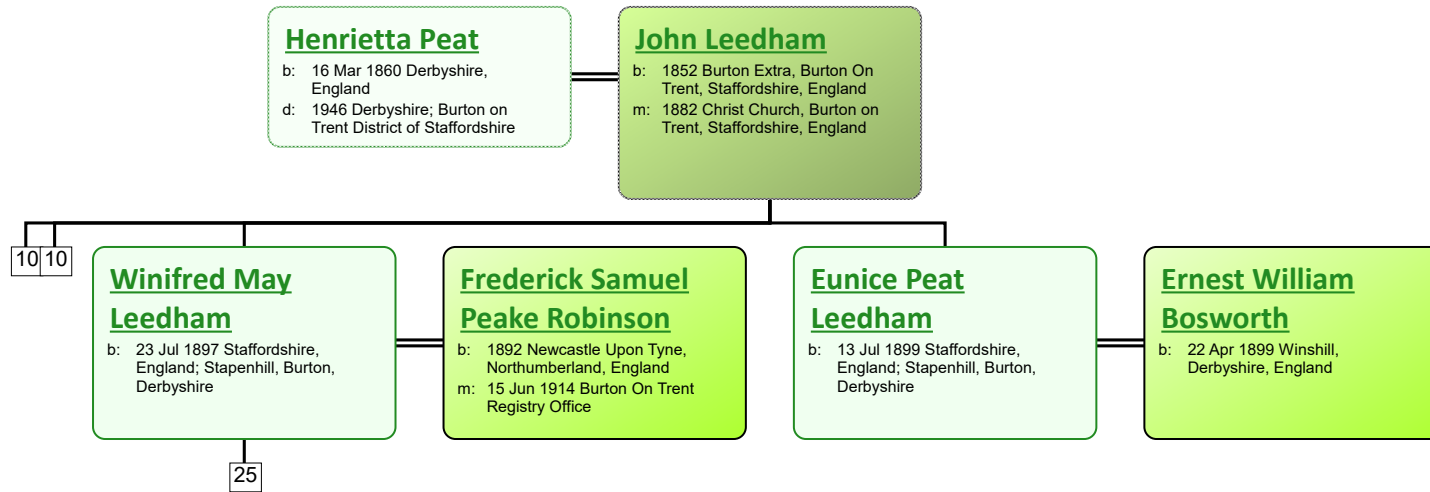 Henrietta Peat
b: 16 Mar 1860 Derbyshire,
England
d: 1946 Derbyshire; Burton on
Trent District of Staffordshire
John Leedham
b: 1852 Burton Extra, Burton On
Trent, Staffordshire, England
m: 1882 Christ Church, Burton on
Trent, Staffordshire, England
10
10
Winifred May
Leedham
b: 23 Jul 1897 Staffordshire,
England; Stapenhill, Burton,
Derbyshire
Frederick Samuel
Peake Robinson
b: 1892 Newcastle Upon Tyne,
Northumberland, England
m: 15 Jun 1914 Burton On Trent
Registry Office
Eunice Peat
Leedham
b: 13 Jul 1899 Staffordshire,
England; Stapenhill, Burton,
Derbyshire
Ernest William
Bosworth
b: 22 Apr 1899 Winshill,
Derbyshire, England
25